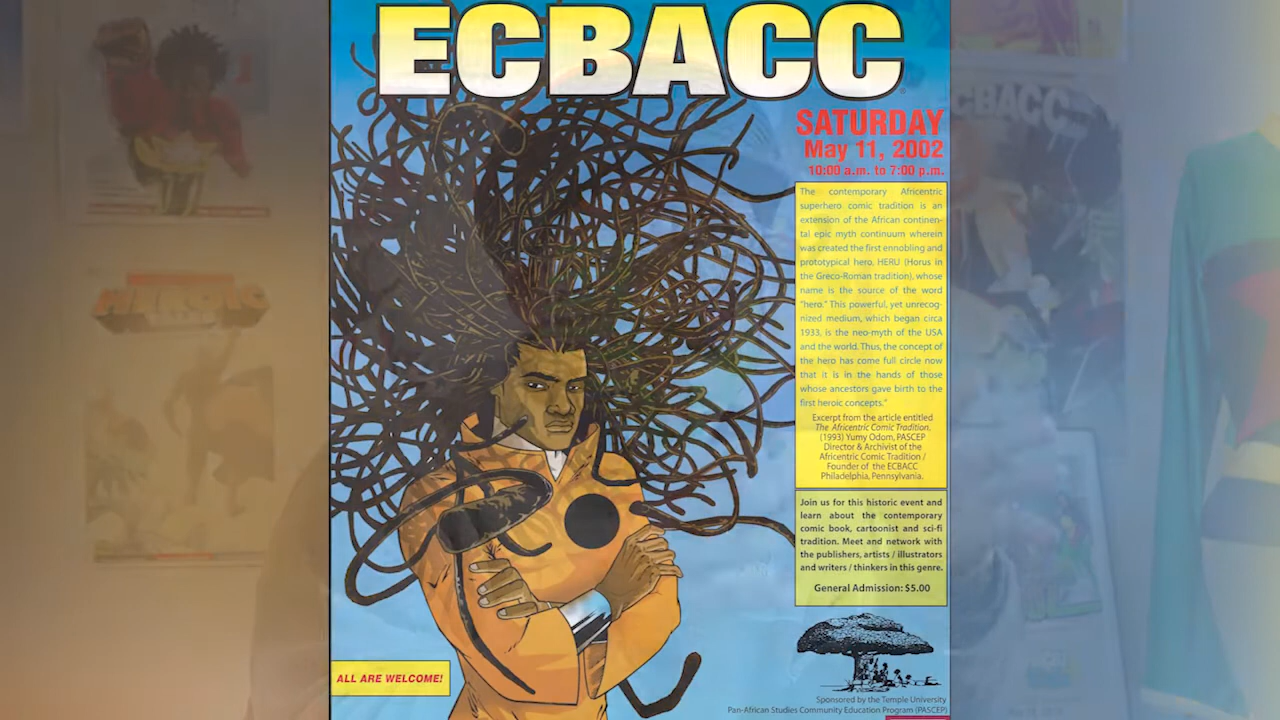 ECBACC
SATURDAY
May 11, 2002
10:00 a.m. to 7:00 p.m.
The contemporary Africentric
superhero comic tradition is an
extension of the African continen-
tal epic myth continuum wherein
was created the first ennobling and
prototypical hero, HERU (Horus in
the Greco-Roman tradition), whose
name is the source of the word
"hero." This powerful, yet unrecog-
nized medium, which began circa
1933, is the neo-myth of the USA
and the world. Thus, the concept of
the hero has come full circle now
that it is in the hands of those
whose ancestors gave birth to the
first heroic concepts."
Excerpt from the article entitled
The Africentric Comic Tradition.
(1993) Yumy Odom, PASCEP
Director & Archivist of the
Africentric Comic Tradition /
Founder of the ECBACC
Philadelphia, Pennsylvania.
Join us for this historic event and
learn about the contemporary
comic book, cartoonist and sci-fi
tradition. Meet and network with
the publishers, artists / illustrators
and writers / thinkers in this genre.
General Admission: $5.00
ALL ARE WELCOME!
Sponsored by the Temple University
Pan-African Studies Community Education Program (PASCEP)
ECBACC